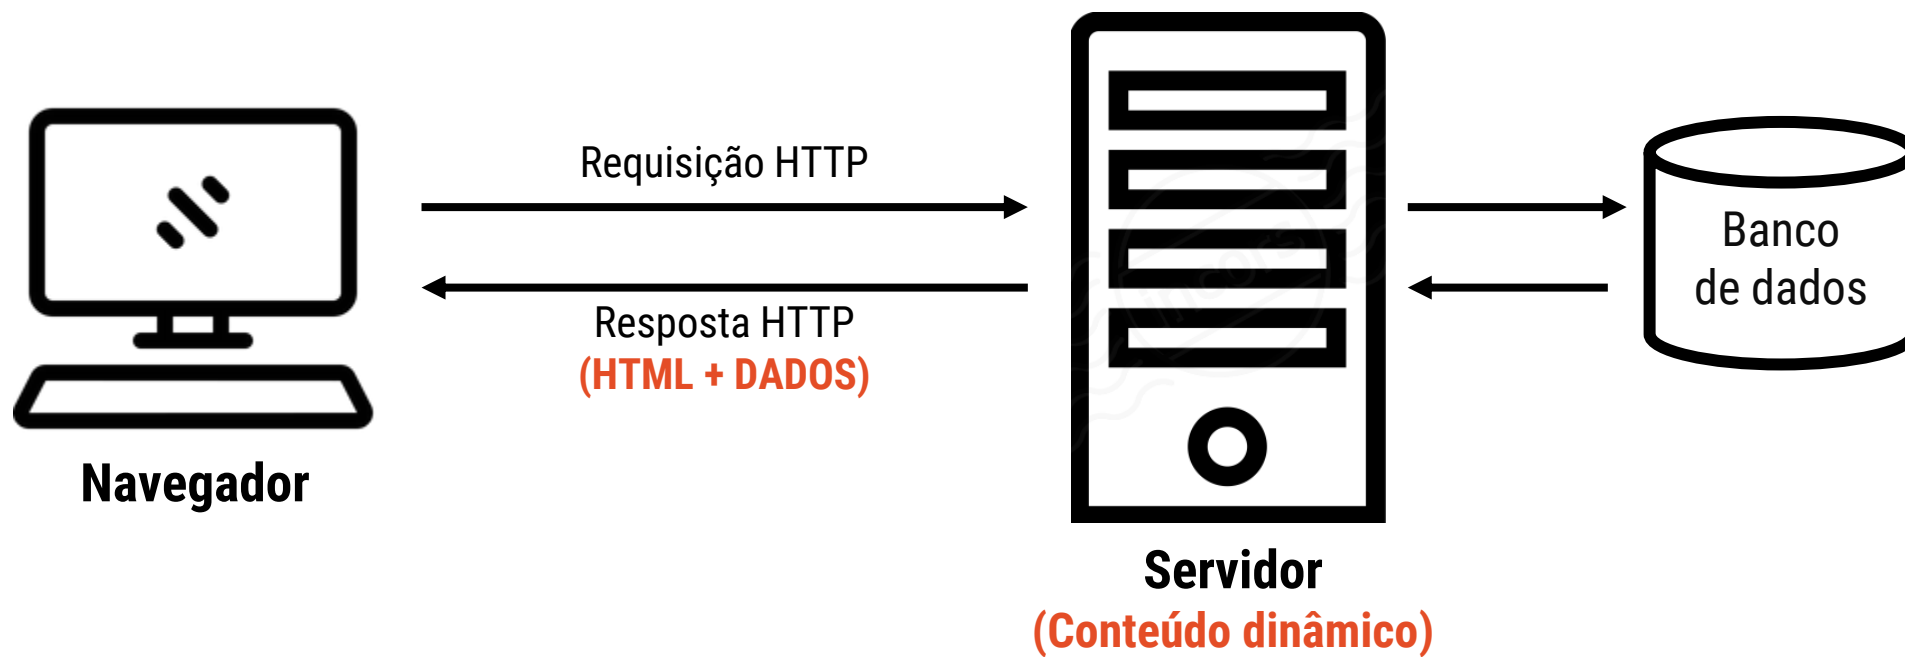 Requisição HTTP
Resposta HTTP
(HTML + DADOS)
Navegador
Banco
de dados
Servidor
(Conteúdo dinâmico)